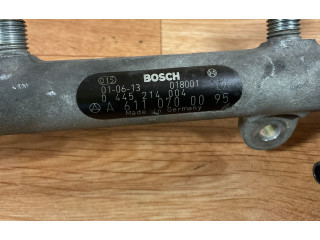 BOSCH
01-06-13 018001
0 445 214 004
A 611 070 00 95
Made in Germany